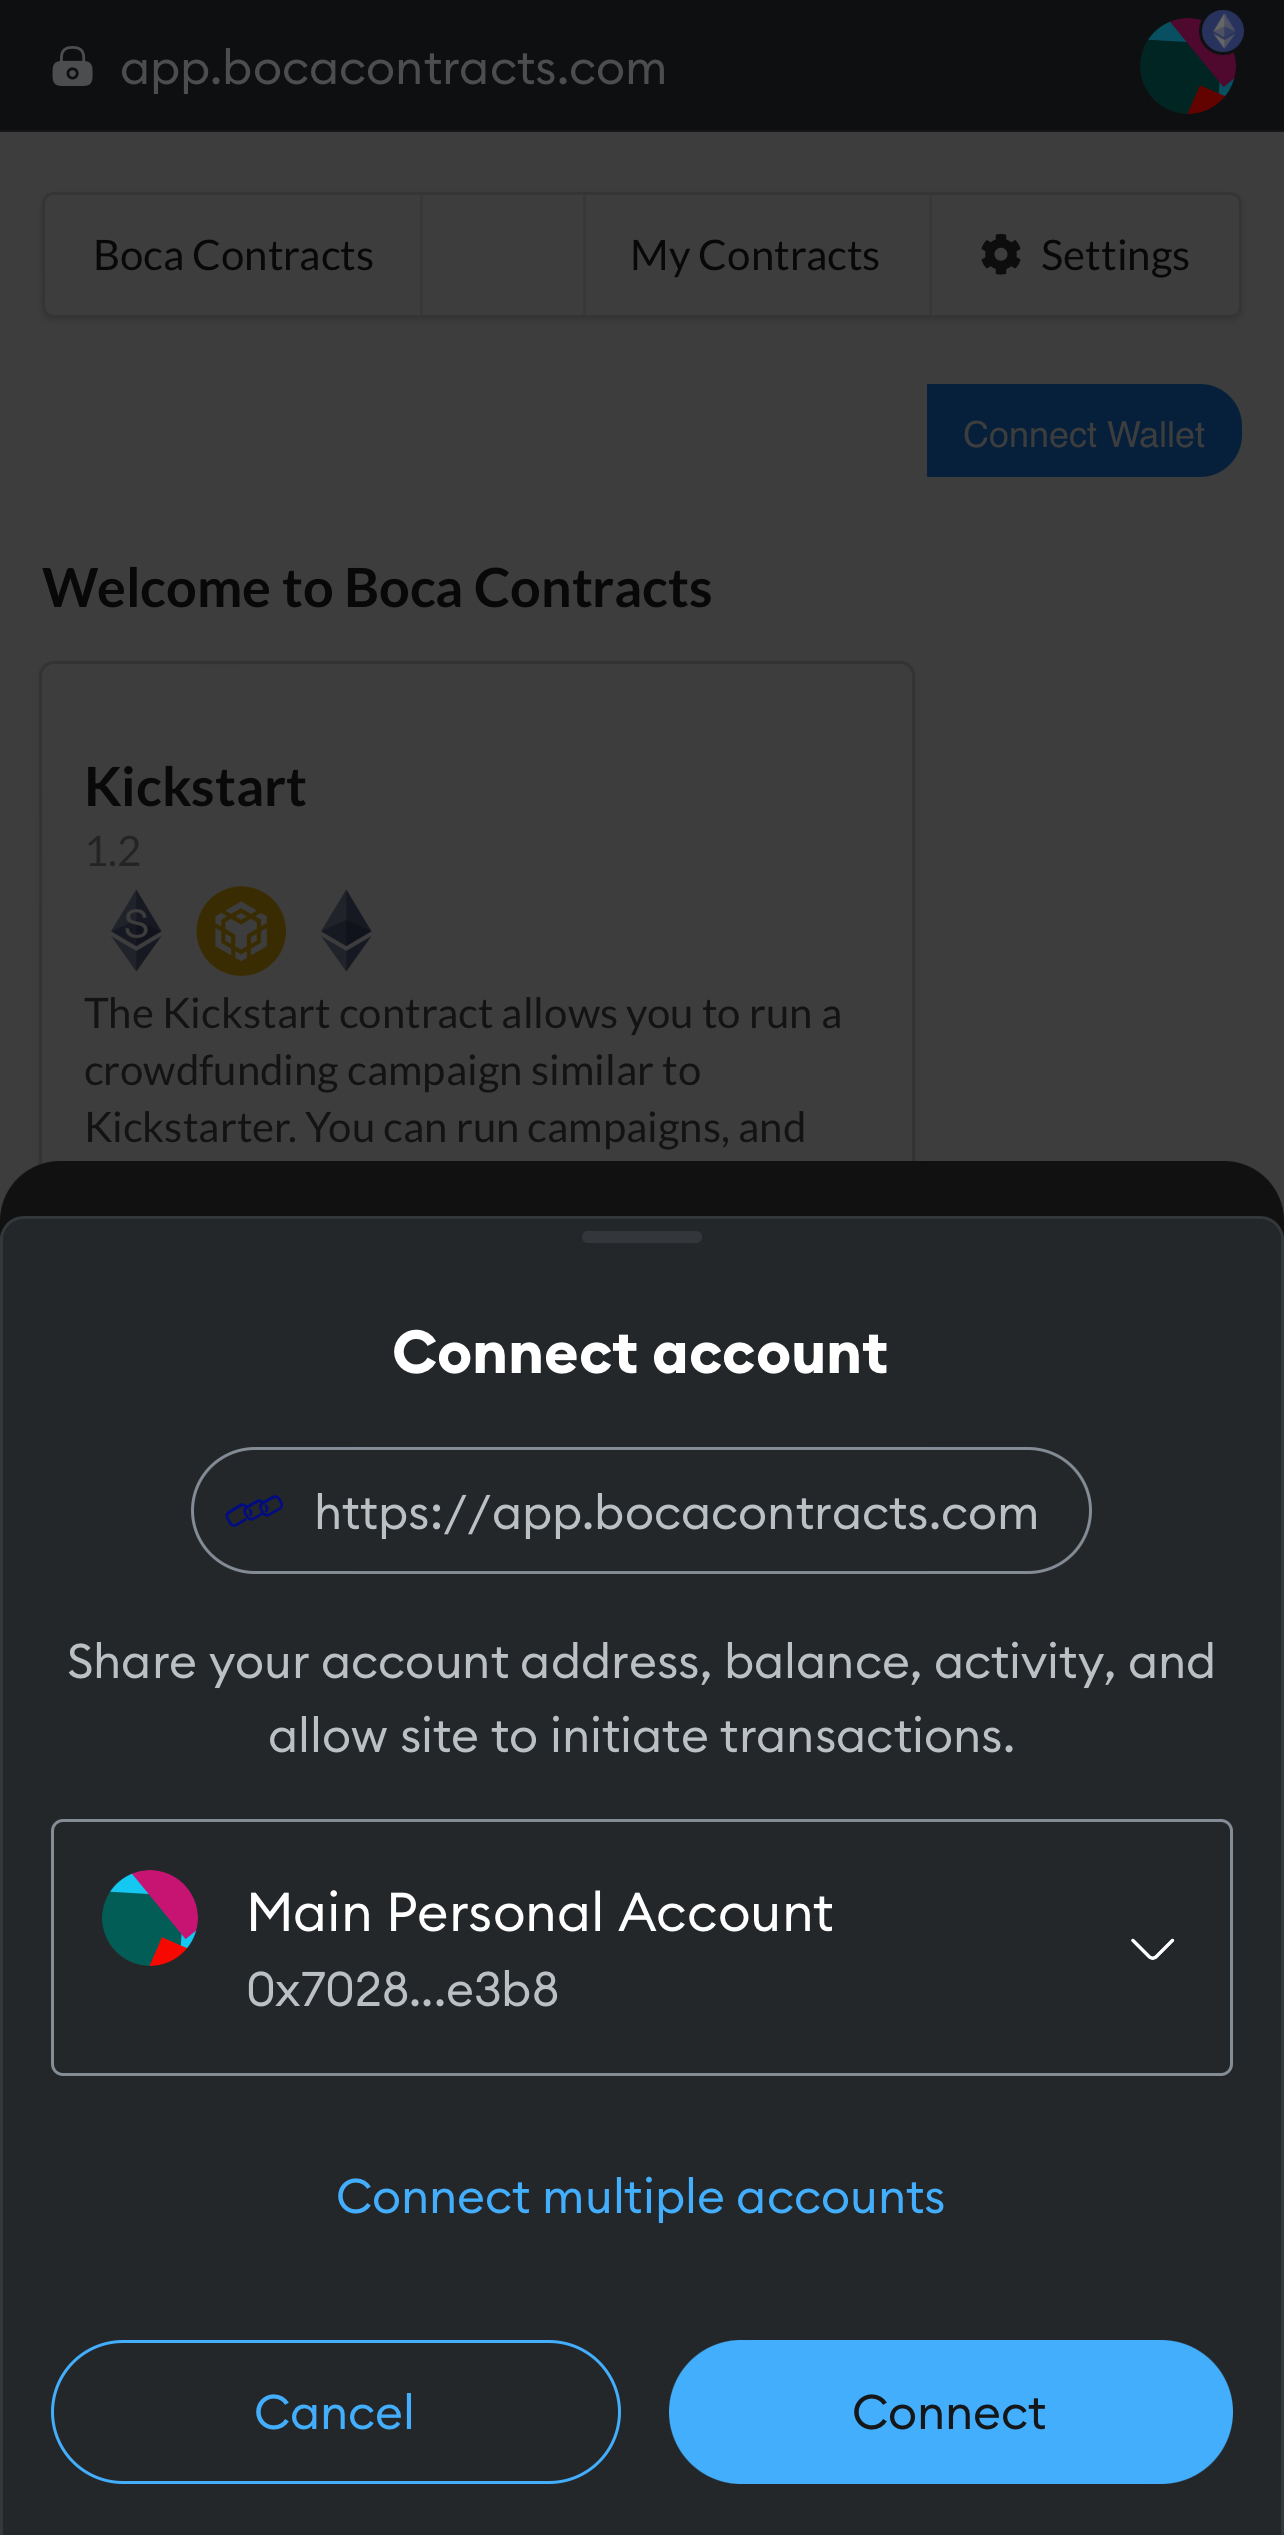 app.bocacontracts.com
Boca Contracts
My Contracts
Settings
Connect Wallet
Welcome to Boca Contracts
Kickstart
1.2
S
The Kickstart contract allows you to run a
crowdfunding campaign similar to
Kickstarter. You can run campaigns, and
Connect account
https://app.bocacontracts.com
Share your account address, balance, activity, and
allow site to initiate transactions.
Main Personal Account
0x7028...e3b8
Connect multiple accounts
Cancel
Connect